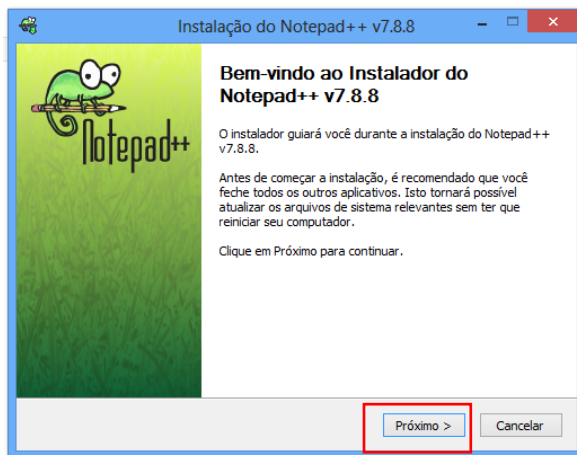 Instalação do Notepad++ v7.8.8
Notepad++
Bem-vindo ao Instalador do
Notepad++ v7.8.8
O instalador guiará você durante a instalação do Notepad++
v7.8.8.
Antes de começar a instalação, é recomendado que você
feche todos os outros aplicativos. Isto tornará possível
atualizar os arquivos de sistema relevantes sem ter que
reiniciar seu computador.
Clique em Próximo para continuar.
Próximo > Cancelar